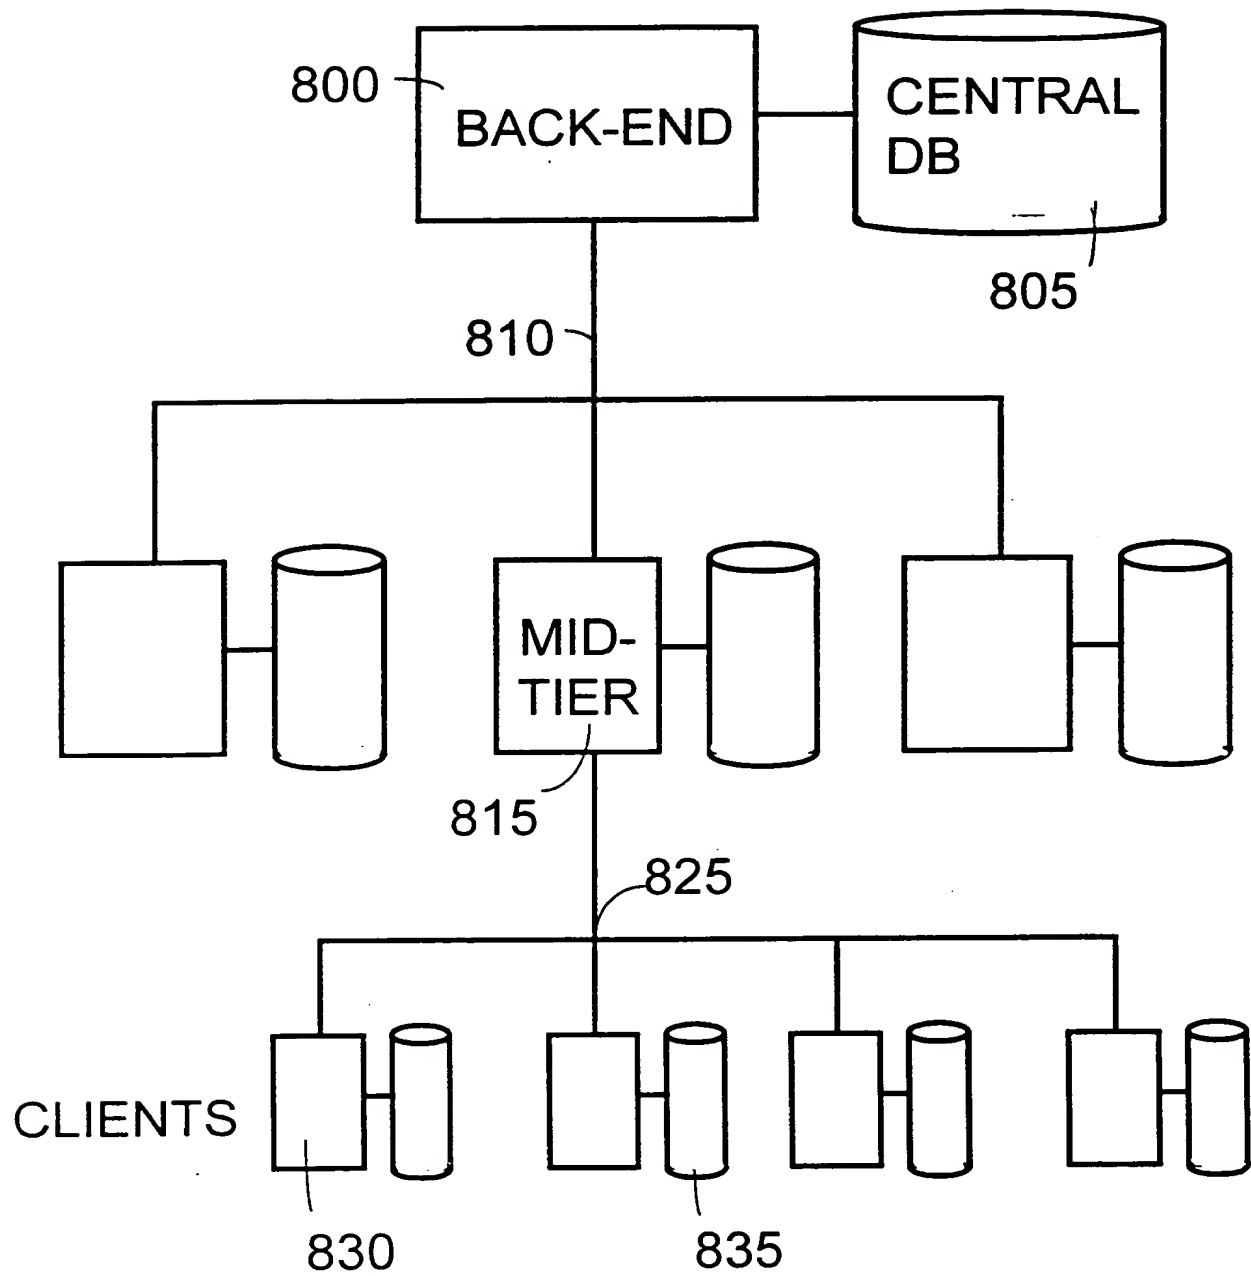 800
BACK-END
CENTRAL
DB
805
810
MID-
TIER
815
825
CLIENTS
830
835